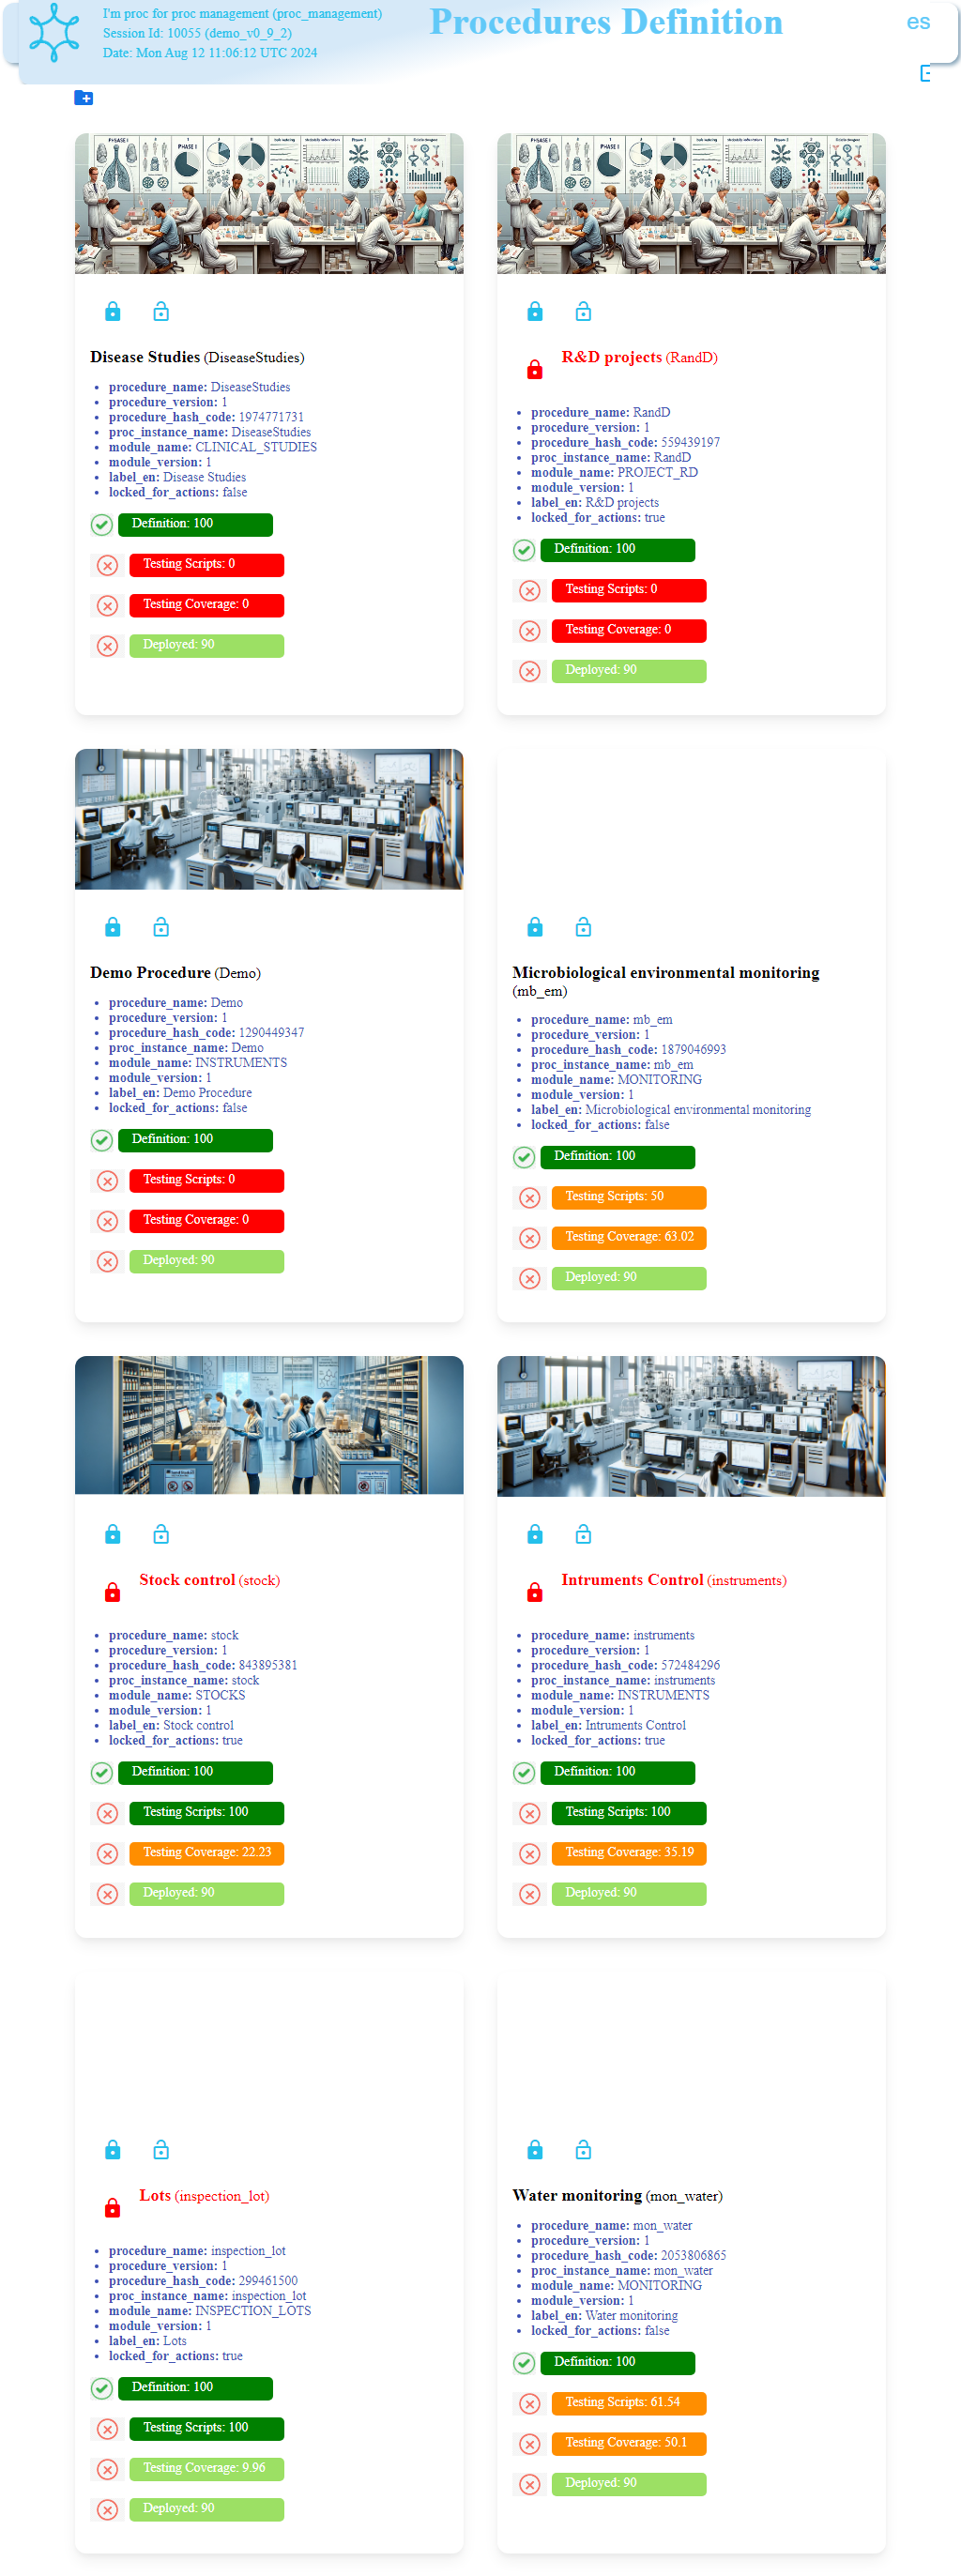 I'm proc for proc management (proc_management)
Session Id: 10055 (demo_v0_9_2)
Date: Mon Aug 12 11:06:12 UTC 2024
Procedures Definition
es
PHASE I
PHASE I
Disease Studies (DiseaseStudies)
procedure_name: DiseaseStudies
procedure_version: 1
procedure_hash_code: 1974771731
proc_instance_name: DiseaseStudies
module_name: CLINICAL_STUDIES
module_version: 1
label_en: Disease Studies
locked_for_actions: false
Definition: 100
Testing Scripts: 0
Testing Coverage: 0
Deployed: 90
PHASE I
PHASE I
R&D projects (RandD)
procedure_name: RandD
procedure_version: 1
procedure_hash_code: 559439197
proc_instance_name: RandD
module_name: PROJECT_RD
module_version: 1
label_en: R&D projects
locked_for_actions: true
Definition: 100
Testing Scripts: 0
Testing Coverage: 0
Deployed: 90
Demo Procedure (Demo)
procedure_name: Demo
procedure_version: 1
procedure_hash_code: 1290449347
proc_instance_name: Demo
module_name: INSTRUMENTS
module_version: 1
label_en: Demo Procedure
locked_for_actions: false
Definition: 100
Testing Scripts: 0
Testing Coverage: 0
Deployed: 90
Microbiological environmental monitoring
(mb_em)
procedure_name: mb_em
procedure_version: 1
procedure_hash_code: 1879046993
proc_instance_name: mb_em
module_name: MONITORING
module_version: 1
label_en: Microbiological environmental monitoring
locked_for_actions: false
Definition: 100
Testing Scripts: 50
Testing Coverage: 63.02
Deployed: 90
Stock control (stock)
procedure_name: stock
procedure_version: 1
procedure_hash_code: 843895381
proc_instance_name: stock
module_name: STOCKS
module_version: 1
label_en: Stock control
locked_for_actions: true
Definition: 100
Testing Scripts: 100
Testing Coverage: 22.23
Deployed: 90
Intruments Control (instruments)
procedure_name: instruments
procedure_version: 1
procedure_hash_code: 572484296
proc_instance_name: instruments
module_name: INSTRUMENTS
module_version: 1
label_en: Intruments Control
locked_for_actions: true
Definition: 100
Testing Scripts: 100
Testing Coverage: 35.19
Deployed: 90
Lots (inspection_lot)
procedure_name: inspection_lot
procedure_version: 1
procedure_hash_code: 299461500
proc_instance_name: inspection_lot
module_name: INSPECTION_LOTS
module_version: 1
label_en: Lots
locked_for_actions: true
Definition: 100
Testing Scripts: 100
Testing Coverage: 9.96
Deployed: 90
Water monitoring (mon_water)
procedure_name: mon_water
procedure_version: 1
procedure_hash_code: 2053806865
proc_instance_name: mon_water
module_name: MONITORING
module_version: 1
label_en: Water monitoring
locked_for_actions: false
Definition: 100
Testing Scripts: 61.54
Testing Coverage: 50.1
Deployed: 90